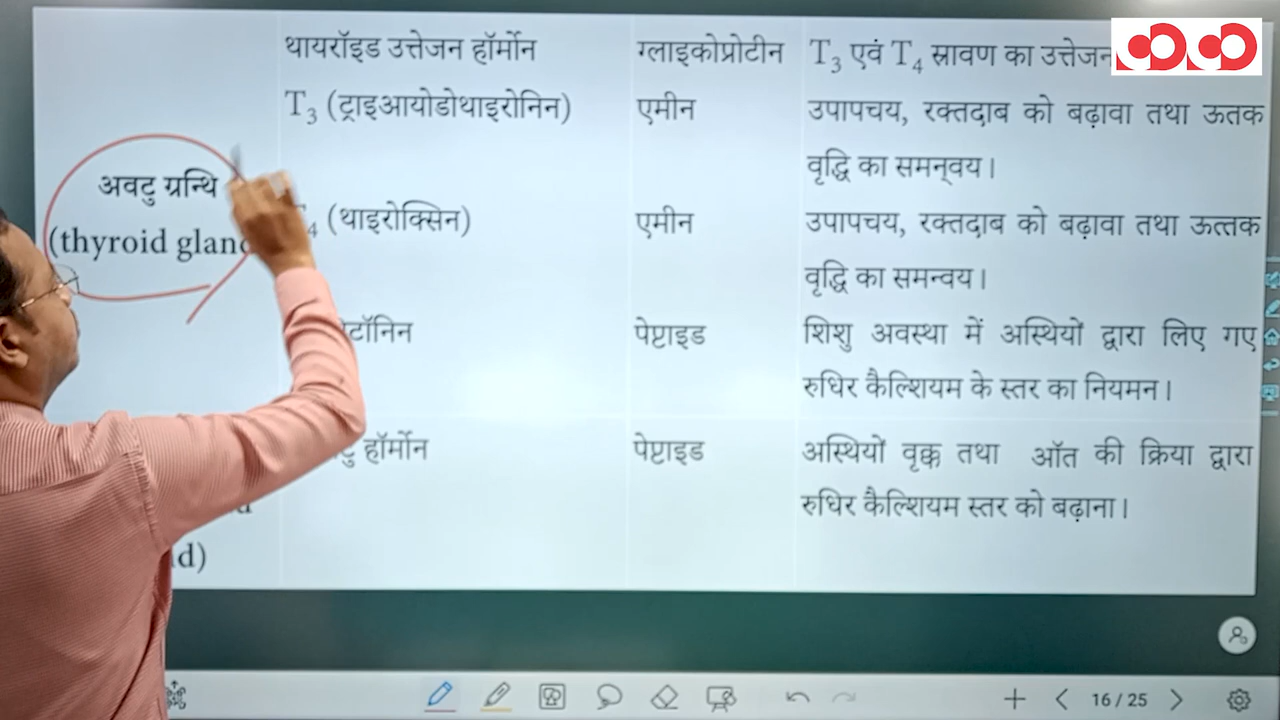 थायरॉइड उत्तेजन हॉर्मोन ग्लाइकोप्रोटीन T3 एवं T4 स्रावण का उत्तेजन
T3 (ट्राइआयोडोथाइरोनिन) एमीन उपापचय, रक्तदाब को बढ़ावा तथा ऊतक
वृद्धि का समन्वय।
अवटु ग्रन्थि
(thyroid gland
4 (थाइरोक्सिन) एमीन उपापचय, रक्तदाब को बढ़ावा तथा ऊत्तक
वृद्धि का समन्वय।
टॉनिन पेप्टाइड शिशु अवस्था में अस्थियों द्वारा लिए गए
रुधिर कैल्शियम के स्तर का नियमन।
हॉर्मोन पेप्टाइड अस्थियों वृक्क तथा ऑत की क्रिया द्वारा
रुधिर कैल्शियम स्तर को बढ़ाना।
id)
16 / 25